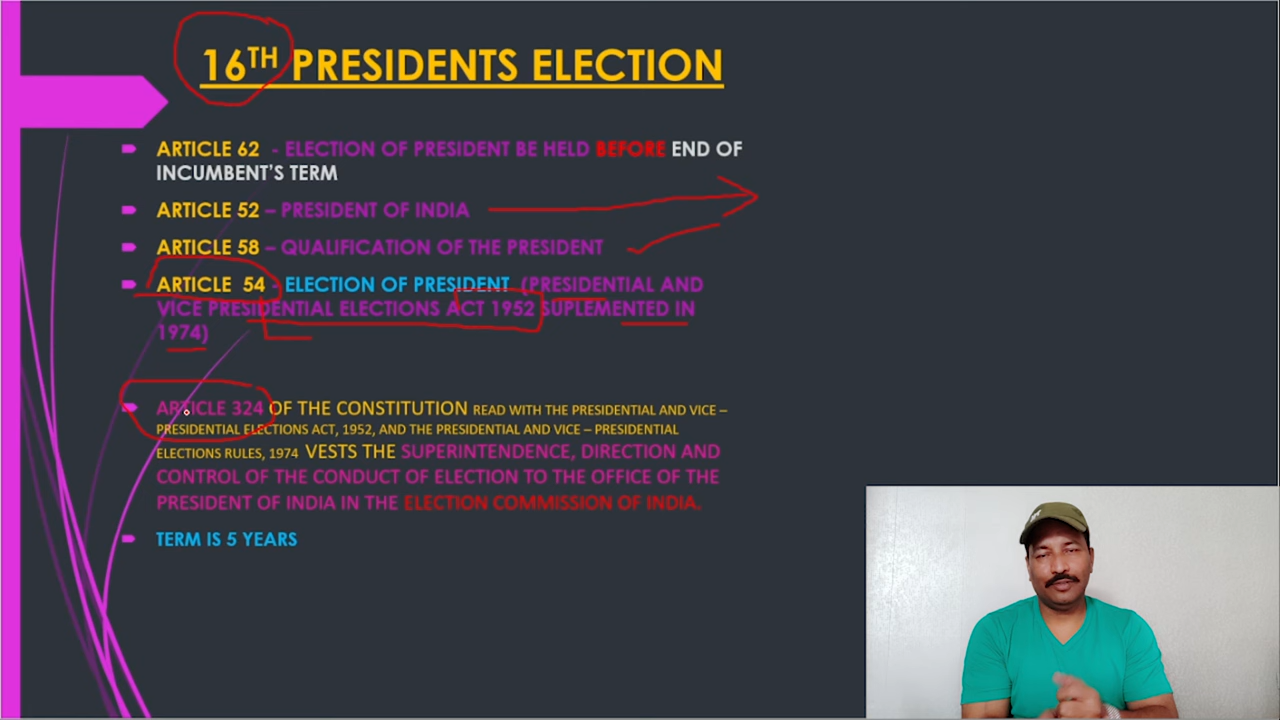 16TH PRESIDENTS ELECTION
ARTICLE 62 - ELECTION OF PRESIDENT BE HELD BEFORE END OF
INCUMBENT'S TERM
ARTICLE 52 – PRESIDENT OF INDIA
ARTICLE 58 – QUALIFICATION OF THE PRESIDENT
ARTICLE 54 - ELECTION OF PRESIDENT (PRESIDENTIAL AND
VICE PRESIDENTIAL ELECTIONS ACT 1952 SUPLEMENTED IN
1974)
ARTICLE 324 OF THE CONSTITUTION READ WITH THE PRESIDENTIAL AND VICE –
PRESIDENTIAL ELECTIONS ACT, 1952, AND THE PRESIDENTIAL AND VICE – PRESIDENTIAL
ELECTIONS RULES, 1974 VESTS THE SUPERINTENDENCE, DIRECTION AND
CONTROL OF THE CONDUCT OF ELECTION TO THE OFFICE OF THE
PRESIDENT OF INDIA IN THE ELECTION COMMISSION OF INDIA.
TERM IS 5 YEARS